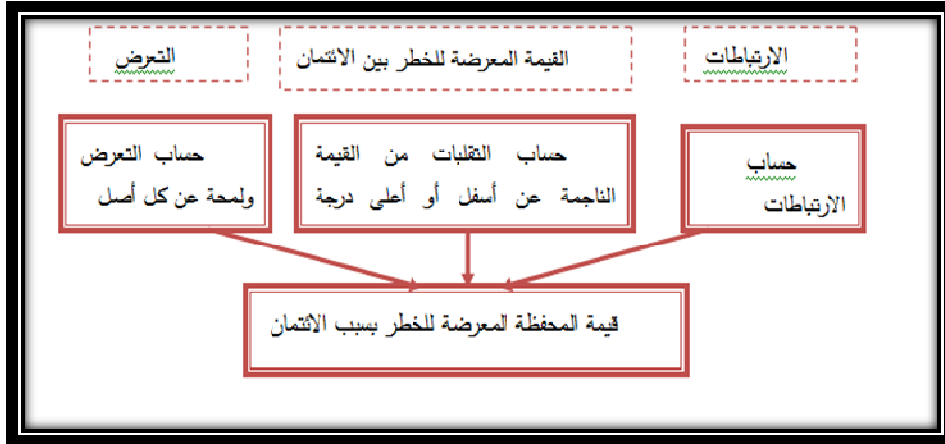 الارتباطات
القيمة المعرضة للخطر بين الائتمان
التعرض
حساب
الارتباطات
حساب التقلبات من القيمة
الناجمة عن أسفل أو أعلى درجة
حساب التعرض
ولمحة عن كل أصل
قيمة المحفظة المعرضة للخطر بسبب الائتمان